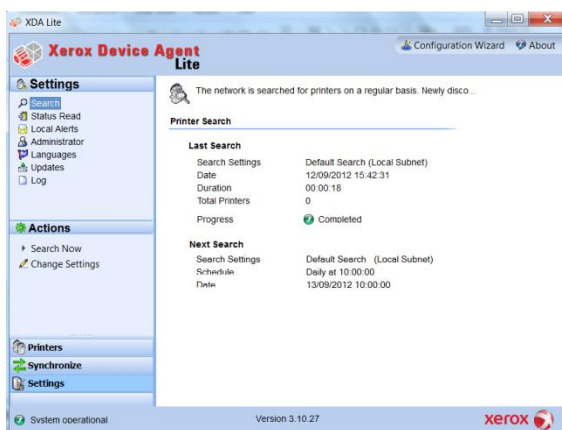 XDA Lite
Xerox Device Agent
Lite
Configuration Wizard About
Settings
Search
Status Read
Local Alerts
Administrator
Languages
Updates
Log
Actions
Search Now
Change Settings
Printers
Synchronize
Settings
The network is searched for printers on a regular basis. Newly disco...
Printer Search
Last Search
Search Settings Default Search (Local Subnet)
Date 12/09/2012 15:42:31
Duration 00:00:18
Total Printers 0
Progress Completed
Next Search
Search Settings Default Search (Local Subnet)
Schedule Daily at 10:00:00
Date 13/09/2012 10:00:00
System operational Version 3.10.27 xerox